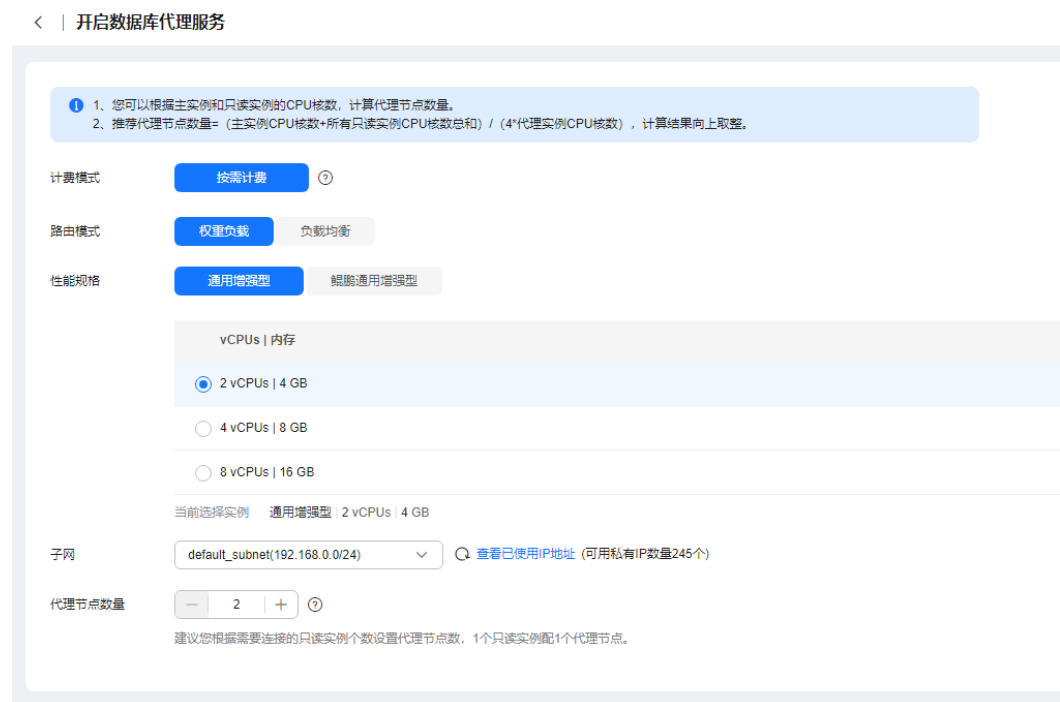 开启数据库代理服务
1、您可以根据主实例和只读实例的CPU核数，计算代理节点数量。
2、推荐代理节点数量=（主实例CPU核数+所有只读实例CPU核数总和）/（4*代理实例CPU核数），计算结果向上取整。
计费模式 按需计费
路由模式 权重负载 负载均衡
性能规格 通用增强型 鲲鹏通用增强型
vCPUs | 内存
2 vCPUs | 4 GB
4 vCPUs | 8 GB
8 vCPUs | 16 GB
当前选择实例 通用增强型 | 2 vCPUs | 4 GB
子网 default_subnet(192.168.0.0/24) 查看已使用IP地址 (可用私有IP数量245个)
代理节点数量 2
建议您根据需要连接的只读实例个数设置代理节点数，1个只读实例配1个代理节点。